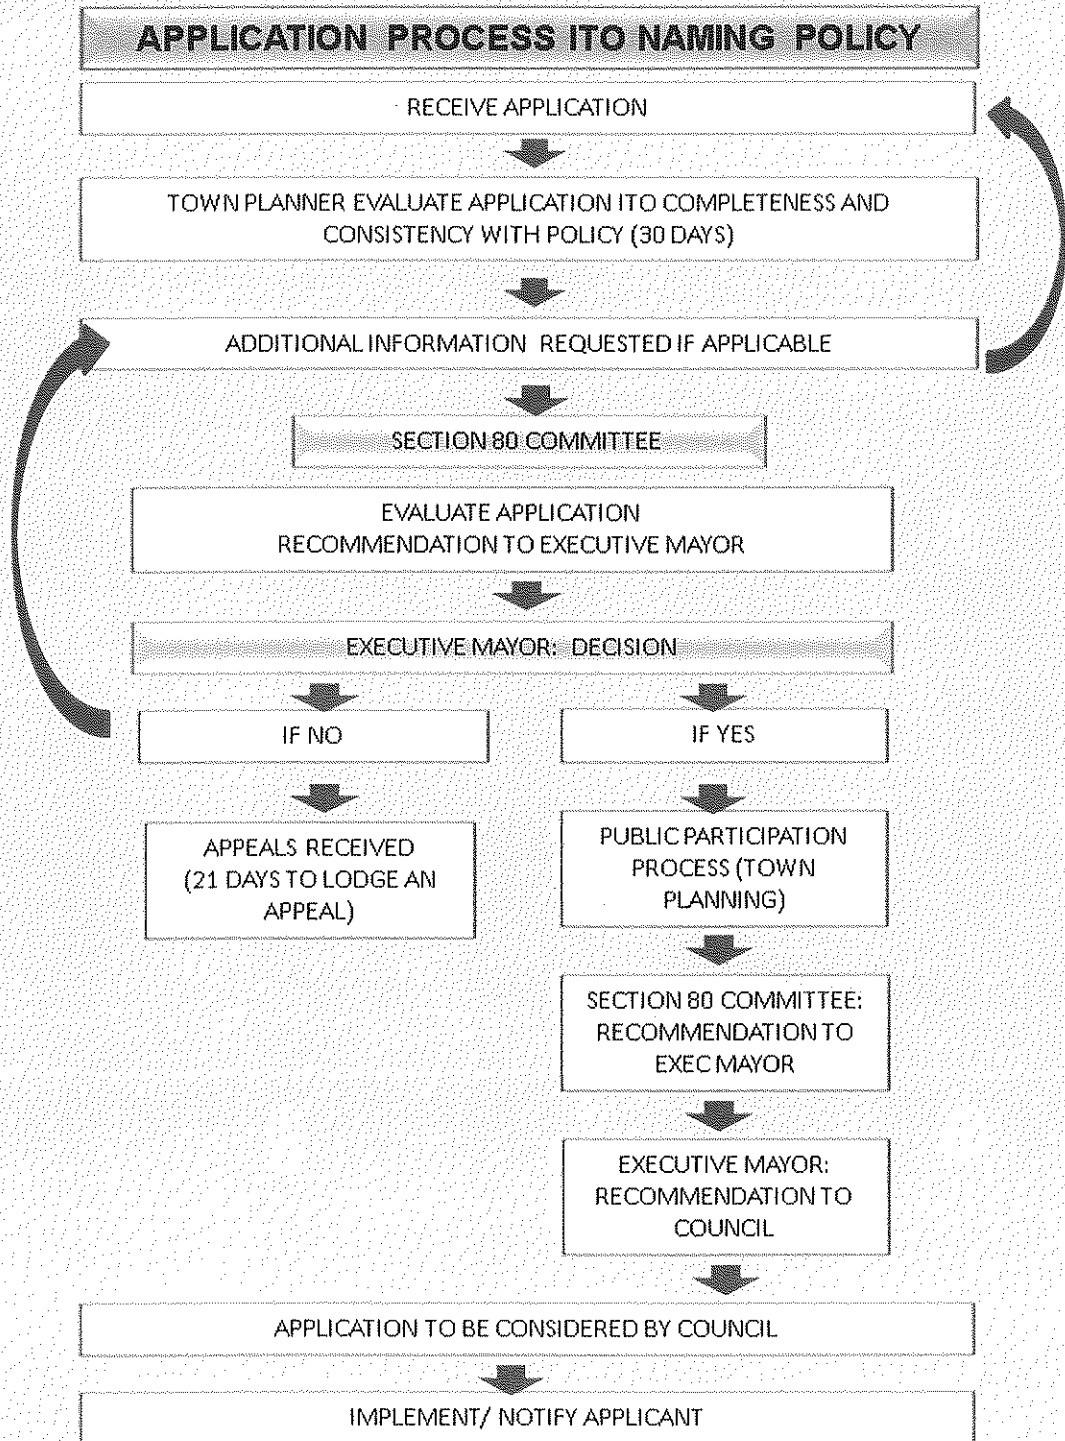 APPLICATION PROCESS ITO NAMING POLICY
RECEIVE APPLICATION
TOWN PLANNER EVALUATE APPLICATION ITO COMPLETENESS AND
CONSISTENCY WITH POLICY (30 DAYS)
ADDITIONAL INFORMATION REQUESTED IF APPLICABLE
SECTION 80 COMMITTEE
EVALUATE APPLICATION
RECOMMENDATION TO EXECUTIVE MAYOR
EXECUTIVE MAYOR: DECISION
IF NO
IF YES
APPEALS RECEIVED
(21 DAYS TO LODGE AN
APPEAL)
PUBLIC PARTICIPATION
PROCESS (TOWN
PLANNING)
SECTION 80 COMMITTEE:
RECOMMENDATION TO
EXEC MAYOR
EXECUTIVE MAYOR:
RECOMMENDATION TO
COUNCIL
APPLICATION TO BE CONSIDERED BY COUNCIL
IMPLEMENT/ NOTIFY APPLICANT